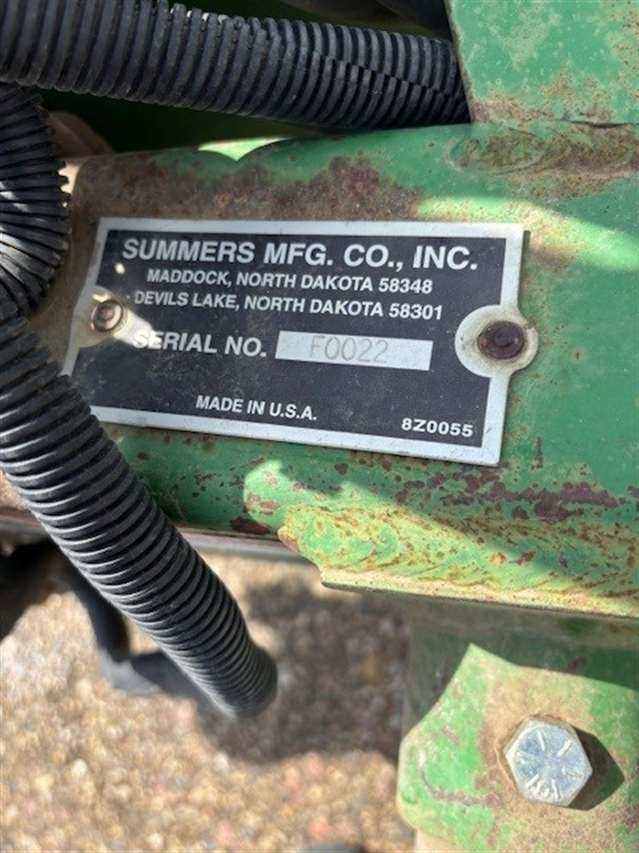 SUMMERS MFG. CO., INC.
MADDOCK, NORTH DAKOTA 58348
DEVILS LAKE, NORTH DAKOTA 58301
SERIAL NO. F0022
MADE IN U.S.A. 8Z0055